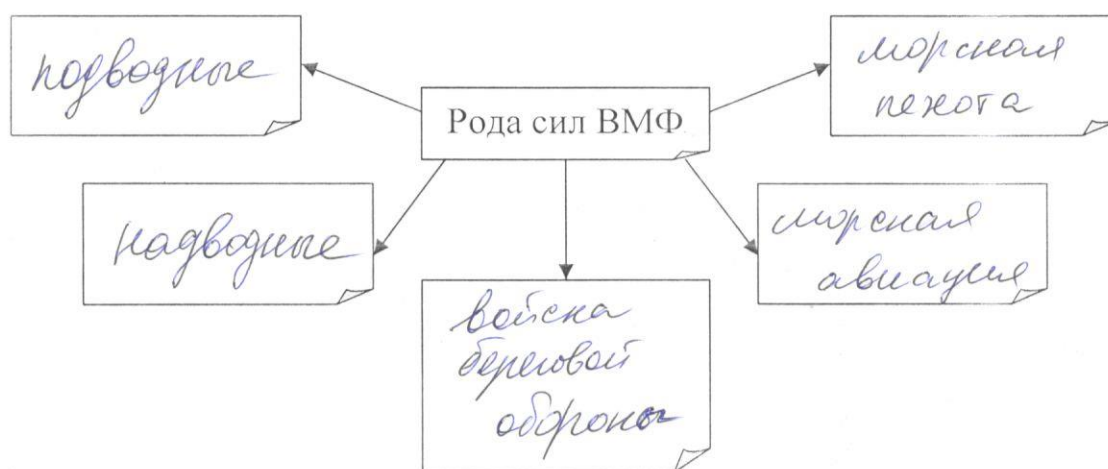 подводные
морская
пехота
Рода сил ВМФ
надводные
морская
авиация
войска
береговой
обороны